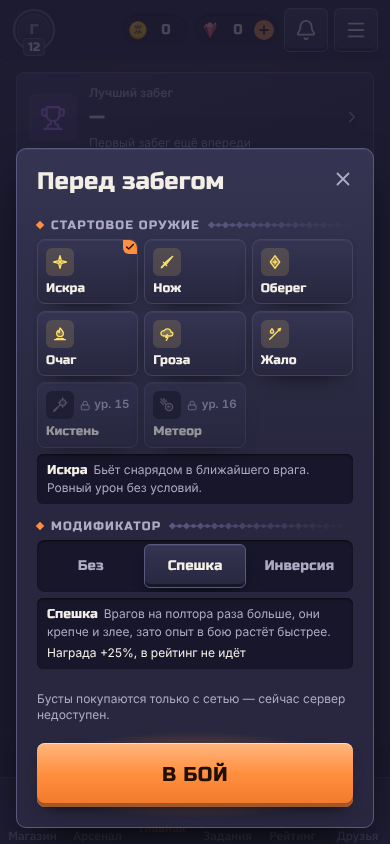 Г
12
0
0
Лучший забег
—
Первый забег ещё впереди
Перед забегом
СТАРТОВОЕ ОРУЖИЕ
Искра
Нож
Оберег
Очаг
Гроза
Жало
ур. 15
ур. 16
Кистень
Метеор
Искра Бьёт снарядом в ближайшего врага.
Ровный урон без условий.
МОДИФИКАТОР
Без
Спешка
Инверсия
Спешка Врагов на полтора раза больше, они
крепче и злее, зато опыт в бою растёт быстрее.
Награда +25%, в рейтинг не идёт
Бусты покупаются только с сетью — сейчас сервер
недоступен.
В БОЙ
Магазин
Арсенал
Задания
Рейтинг
Друзья